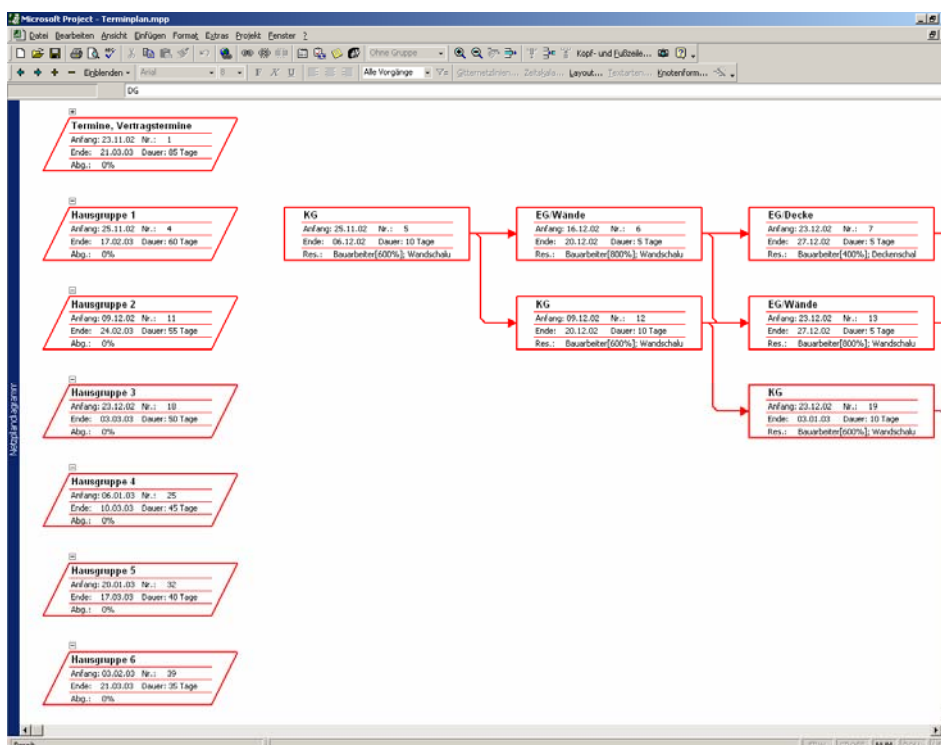 Microsoft Project - Terminplan.mpp
Datei Bearbeiten Ansicht Einfügen Format Extras Projekt Fenster ?
Ohne Gruppe Kopf- und Fußzeile...
Einblenden Arial 8 F X U Alle Vorgänge Gitternetzlinien... Zeitskala... Layout... Textarten... Knotenform...
DG
Netzplandiagramm
Termine, Vertragstermine
Anfang: 23.11.02 Nr.: 1
Ende: 21.03.03 Dauer: 85 Tage
Abg.: 0%
Hausgruppe 1
Anfang: 25.11.02 Nr.: 4
Ende: 17.02.03 Dauer: 60 Tage
Abg.: 0%
KG
Anfang: 25.11.02 Nr.: 5
Ende: 06.12.02 Dauer: 10 Tage
Res.: Bauarbeiter[600%]; Wandschalu
EG/Wände
Anfang: 16.12.02 Nr.: 6
Ende: 20.12.02 Dauer: 5 Tage
Res.: Bauarbeiter[800%]; Wandschalu
EG/Decke
Anfang: 23.12.02 Nr.: 7
Ende: 27.12.02 Dauer: 5 Tage
Res.: Bauarbeiter[400%]; Deckenschal
Hausgruppe 2
Anfang: 09.12.02 Nr.: 11
Ende: 24.02.03 Dauer: 55 Tage
Abg.: 0%
KG
Anfang: 09.12.02 Nr.: 12
Ende: 20.12.02 Dauer: 10 Tage
Res.: Bauarbeiter[600%]; Wandschalu
EG/Wände
Anfang: 23.12.02 Nr.: 13
Ende: 27.12.02 Dauer: 5 Tage
Res.: Bauarbeiter[800%]; Wandschalu
Hausgruppe 3
Anfang: 23.12.02 Nr.: 18
Ende: 03.03.03 Dauer: 50 Tage
Abg.: 0%
KG
Anfang: 23.12.02 Nr.: 19
Ende: 03.01.03 Dauer: 10 Tage
Res.: Bauarbeiter[600%]; Wandschalu
Hausgruppe 4
Anfang: 06.01.03 Nr.: 25
Ende: 10.03.03 Dauer: 45 Tage
Abg.: 0%
Hausgruppe 5
Anfang: 20.01.03 Nr.: 32
Ende: 17.03.03 Dauer: 40 Tage
Abg.: 0%
Hausgruppe 6
Anfang: 03.02.03 Nr.: 39
Ende: 21.03.03 Dauer: 35 Tage
Abg.: 0%